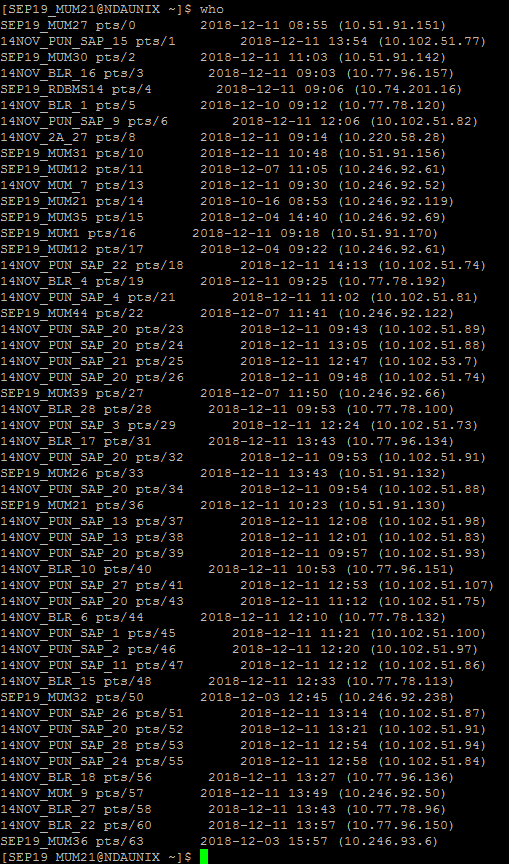 [SEP19_MUM21@NDAUNIX ~]$ who
SEP19_MUM27 pts/0        2018-12-11 08:55 (10.51.91.151)
14NOV_PUN_SAP_15 pts/1        2018-12-11 13:54 (10.102.51.77)
SEP19_MUM30 pts/2        2018-12-11 11:03 (10.51.91.142)
14NOV_BLR_16 pts/3        2018-12-11 09:03 (10.77.96.157)
SEP19_RDBMS14 pts/4        2018-12-11 09:06 (10.74.201.16)
14NOV_BLR_1 pts/5        2018-12-10 09:12 (10.77.78.120)
14NOV_PUN_SAP_9 pts/6        2018-12-11 12:06 (10.102.51.82)
14NOV_2A_27 pts/8        2018-12-11 09:14 (10.220.58.28)
SEP19_MUM31 pts/10       2018-12-11 10:48 (10.51.91.156)
SEP19_MUM12 pts/11       2018-12-07 11:05 (10.246.92.61)
14NOV_MUM_7 pts/13       2018-12-11 09:30 (10.246.92.52)
SEP19_MUM21 pts/14       2018-10-16 08:53 (10.246.92.119)
SEP19_MUM35 pts/15       2018-12-04 14:40 (10.246.92.69)
SEP19_MUM1 pts/16       2018-12-11 09:18 (10.51.91.170)
SEP19_MUM12 pts/17       2018-12-04 09:22 (10.246.92.61)
14NOV_PUN_SAP_22 pts/18       2018-12-11 14:13 (10.102.51.74)
14NOV_BLR_4 pts/19       2018-12-11 09:25 (10.77.78.192)
14NOV_PUN_SAP_4 pts/21       2018-12-11 11:02 (10.102.51.81)
SEP19_MUM44 pts/22       2018-12-07 11:41 (10.246.92.122)
14NOV_PUN_SAP_20 pts/23       2018-12-11 09:43 (10.102.51.89)
14NOV_PUN_SAP_20 pts/24       2018-12-11 13:05 (10.102.51.88)
14NOV_PUN_SAP_21 pts/25       2018-12-11 12:47 (10.102.53.7)
14NOV_PUN_SAP_20 pts/26       2018-12-11 09:48 (10.102.51.74)
SEP19_MUM39 pts/27       2018-12-07 11:50 (10.246.92.66)
14NOV_BLR_28 pts/28       2018-12-11 09:53 (10.77.78.100)
14NOV_PUN_SAP_3 pts/29       2018-12-11 12:24 (10.102.51.73)
14NOV_BLR_17 pts/31       2018-12-11 13:43 (10.77.96.134)
14NOV_PUN_SAP_20 pts/32       2018-12-11 09:53 (10.102.51.91)
SEP19_MUM26 pts/33       2018-12-11 13:43 (10.51.91.132)
14NOV_PUN_SAP_20 pts/34       2018-12-11 09:54 (10.102.51.88)
SEP19_MUM21 pts/36       2018-12-11 10:23 (10.51.91.130)
14NOV_PUN_SAP_13 pts/37       2018-12-11 12:08 (10.102.51.98)
14NOV_PUN_SAP_13 pts/38       2018-12-11 12:01 (10.102.51.83)
14NOV_PUN_SAP_20 pts/39       2018-12-11 09:57 (10.102.51.93)
14NOV_BLR_10 pts/40       2018-12-11 10:53 (10.77.96.151)
14NOV_PUN_SAP_27 pts/41       2018-12-11 12:53 (10.102.51.107)
14NOV_PUN_SAP_20 pts/43       2018-12-11 11:12 (10.102.51.75)
14NOV_BLR_6 pts/44       2018-12-11 12:10 (10.77.78.132)
14NOV_PUN_SAP_1 pts/45       2018-12-11 11:21 (10.102.51.100)
14NOV_PUN_SAP_2 pts/46       2018-12-11 12:20 (10.102.51.97)
14NOV_PUN_SAP_11 pts/47       2018-12-11 12:12 (10.102.51.86)
14NOV_BLR_15 pts/48       2018-12-11 12:33 (10.77.78.113)
SEP19_MUM32 pts/50       2018-12-03 12:45 (10.246.92.238)
14NOV_PUN_SAP_26 pts/51       2018-12-11 13:14 (10.102.51.87)
14NOV_PUN_SAP_20 pts/52       2018-12-11 13:21 (10.102.51.91)
14NOV_PUN_SAP_28 pts/53       2018-12-11 12:54 (10.102.51.94)
14NOV_PUN_SAP_24 pts/55       2018-12-11 12:58 (10.102.51.84)
14NOV_BLR_18 pts/56       2018-12-11 13:27 (10.77.96.136)
14NOV_MUM_9 pts/57       2018-12-11 13:49 (10.246.92.50)
14NOV_BLR_27 pts/58       2018-12-11 13:43 (10.77.78.96)
14NOV_BLR_22 pts/60       2018-12-11 13:57 (10.77.96.150)
SEP19_MUM36 pts/63       2018-12-03 15:57 (10.246.93.6)
[SEP19_MUM21@NDAUNIX ~]$